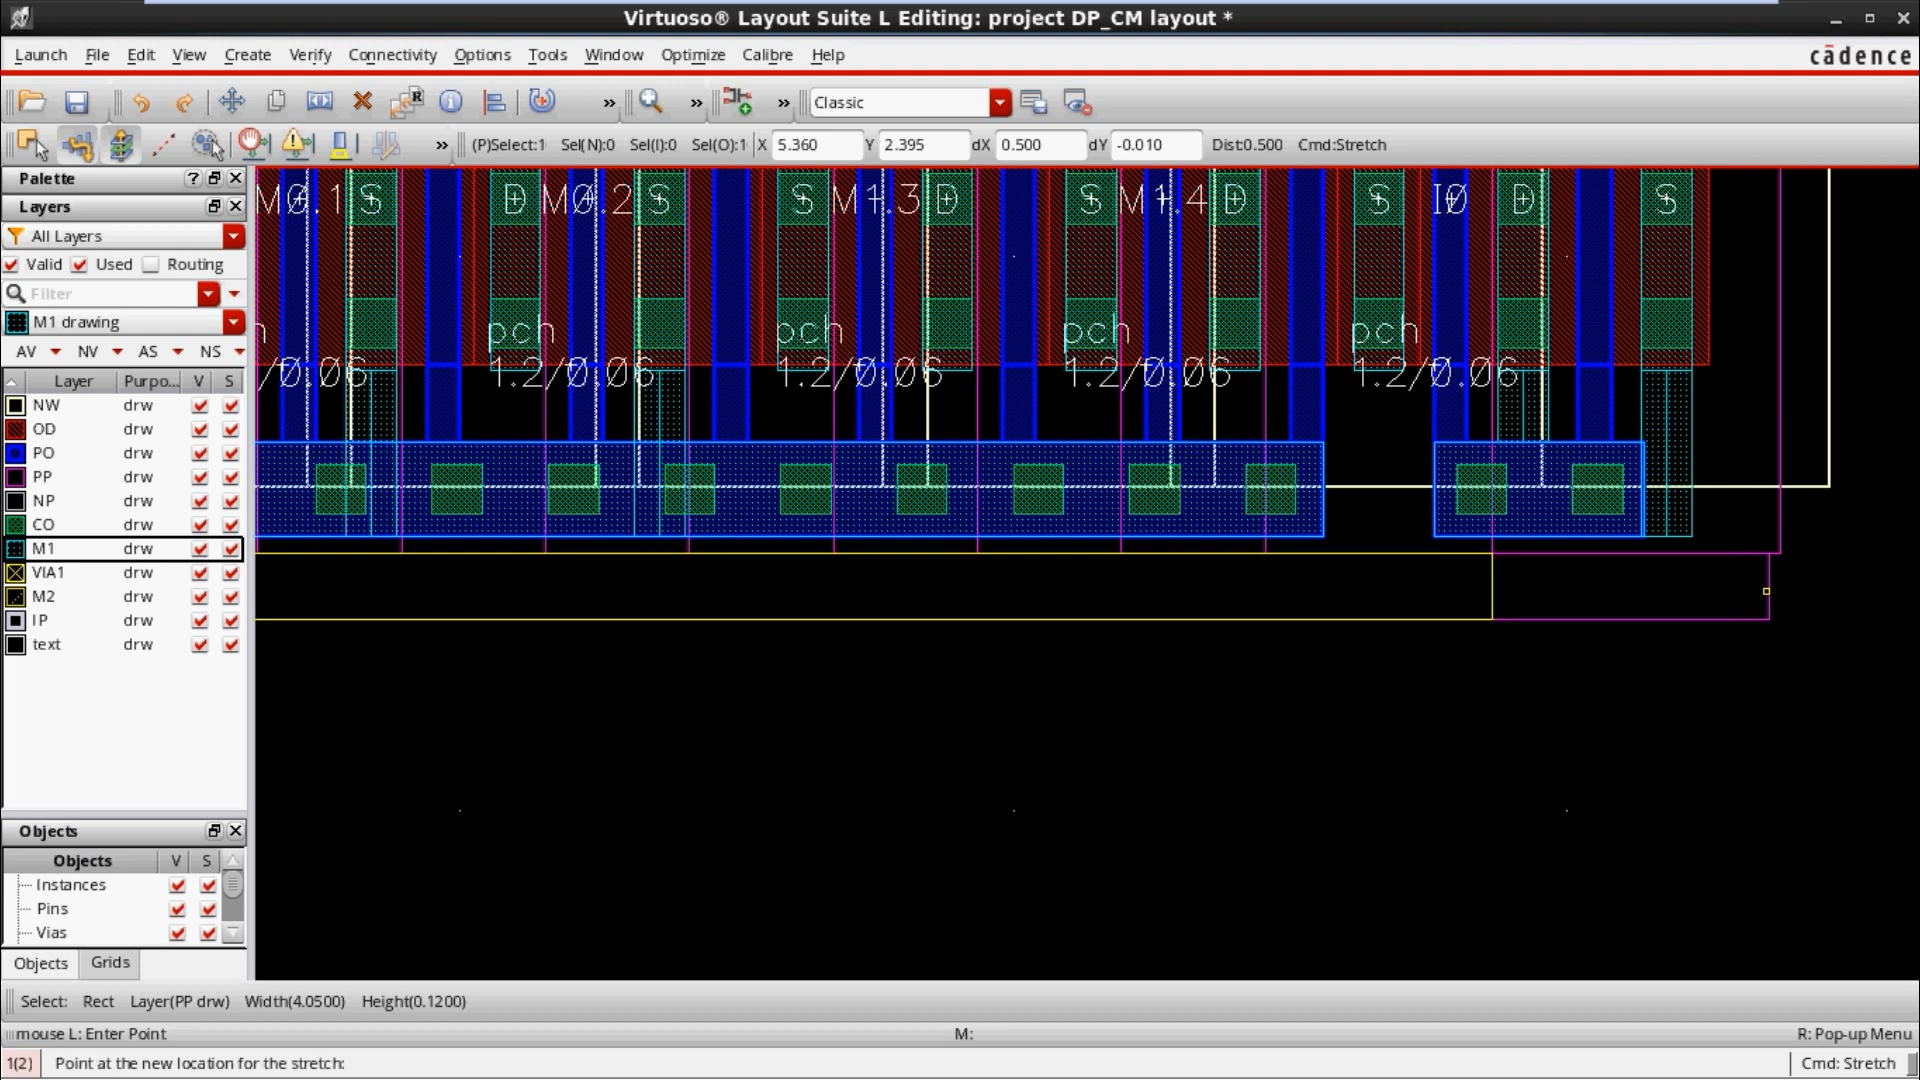 Virtuoso® Layout Suite L Editing: project DP_CM layout *
Launch File Edit View Create Verify Connectivity Options Tools Window Optimize Calibre Help
cādence
» » » Classic
» (P)Select:1 Sel(N):0 Sel(I):0 Sel(O):1 X 5.360 Y 2.395 dX 0.500 dY -0.010 Dist:0.500 Cmd:Stretch
Palette ?
Layers
All Layers
Valid Used Routing
Filter
M1 drawing
AV NV AS NS
Layer Purpo... V S
NW drw
OD drw
PO drw
PP drw
NP drw
CO drw
M1 drw
VIA1 drw
M2 drw
IP drw
text drw
Objects
Objects V S
Instances
Pins
Vias
Objects Grids
M0.1 S D M0.2 S S M1.3 D S M1.4 D S I0 D S
h pch pch pch pch
/0.06 1.2/0.06 1.2/0.06 1.2/0.06 1.2/0.06
Select: Rect Layer(PP drw) Width(4.0500) Height(0.1200)
mouse L: Enter Point M: R: Pop-up Menu
1(2) Point at the new location for the stretch: Cmd: Stretch